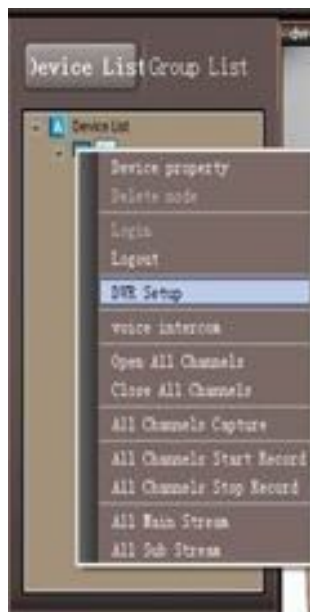 Device List Group List
Device List
Device property
Delete node
Login
Logout
DVR Setup
voice intercom
Open All Channels
Close All Channels
All Channels Capture
All Channels Start Record
All Channels Stop Record
All Main Stream
All Sub Stream